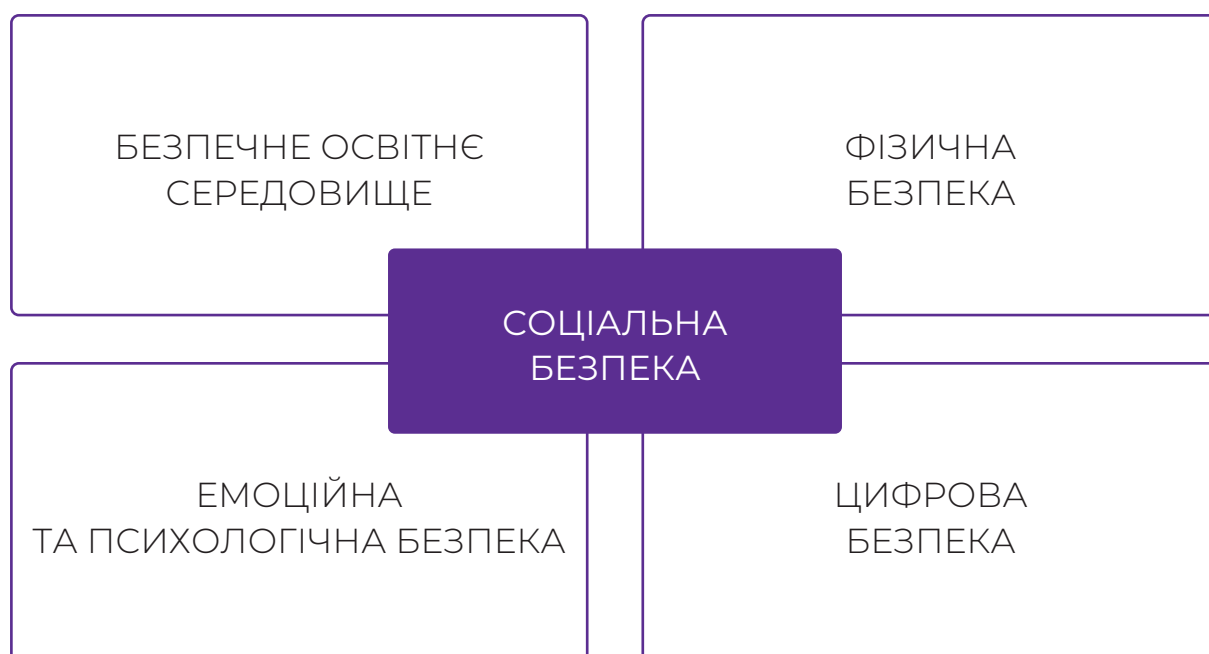 БЕЗПЕЧНЕ ОСВІТНЄ
СЕРЕДОВИЩЕ
ФІЗИЧНА
БЕЗПЕКА
СОЦІАЛЬНА
БЕЗПЕКА
ЕМОЦІЙНА
ТА ПСИХОЛОГІЧНА БЕЗПЕКА
ЦИФРОВА
БЕЗПЕКА